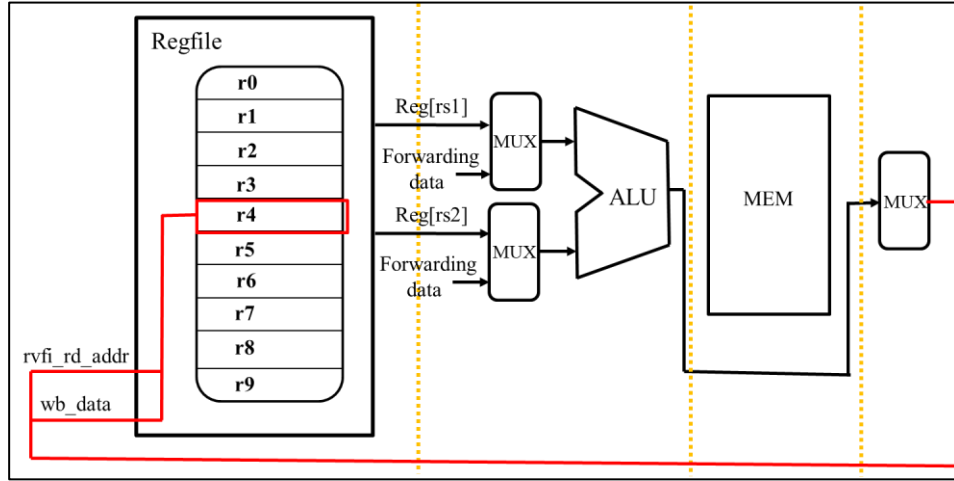 Regfile
r0
r1
r2
r3
r4
r5
r6
r7
r8
r9
rvfi_rd_addr
wb_data
Reg[rs1]
Forwarding
data
Reg[rs2]
Forwarding
data
MUX
MUX
ALU
MEM
MUX